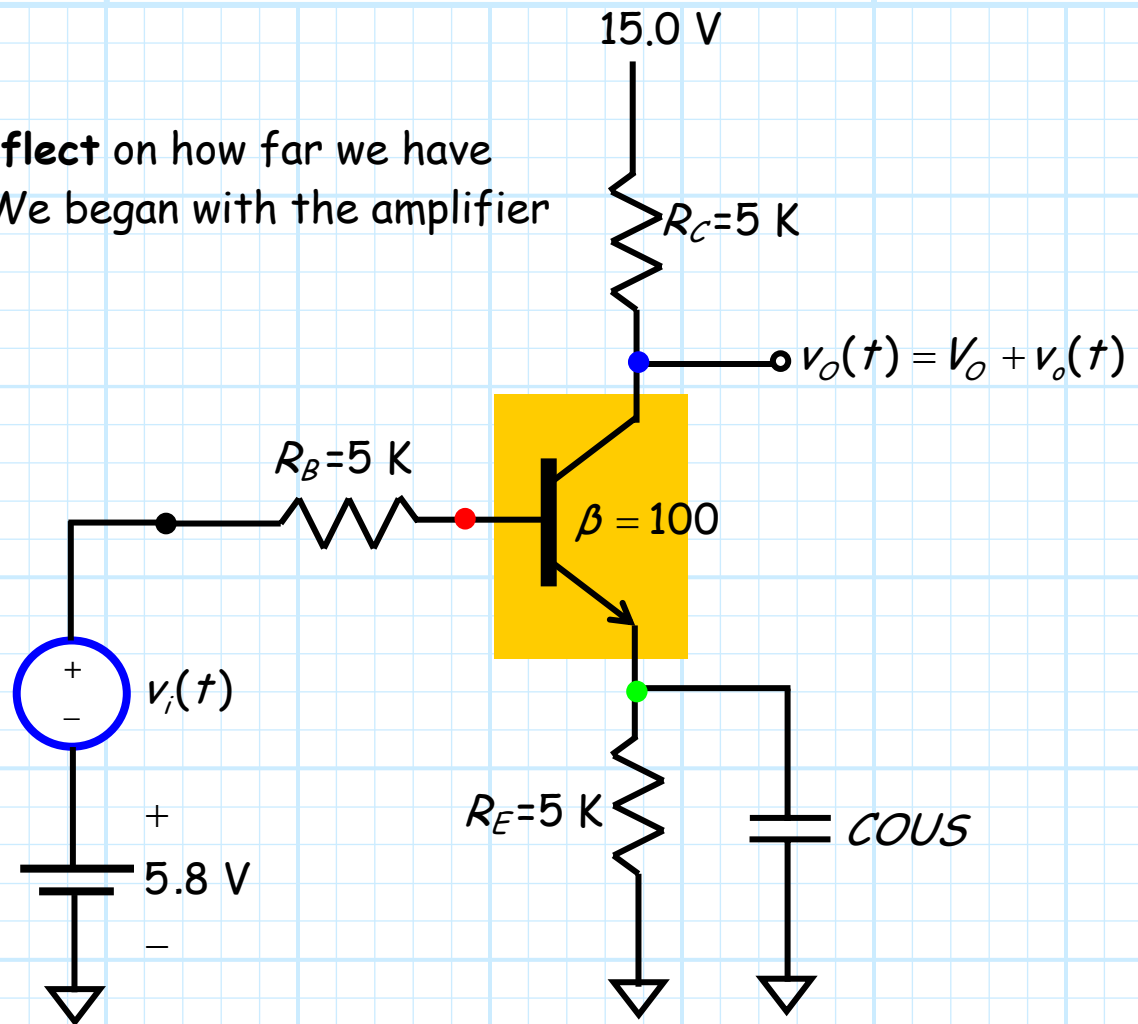 15.0 V
flect on how far we have
We began with the amplifier
R_C=5 K
v_O(t) = V_O + v_o(t)
R_B=5 K
β = 100
+
−
v_i(t)
R_E=5 K
COUS
+
5.8 V
−